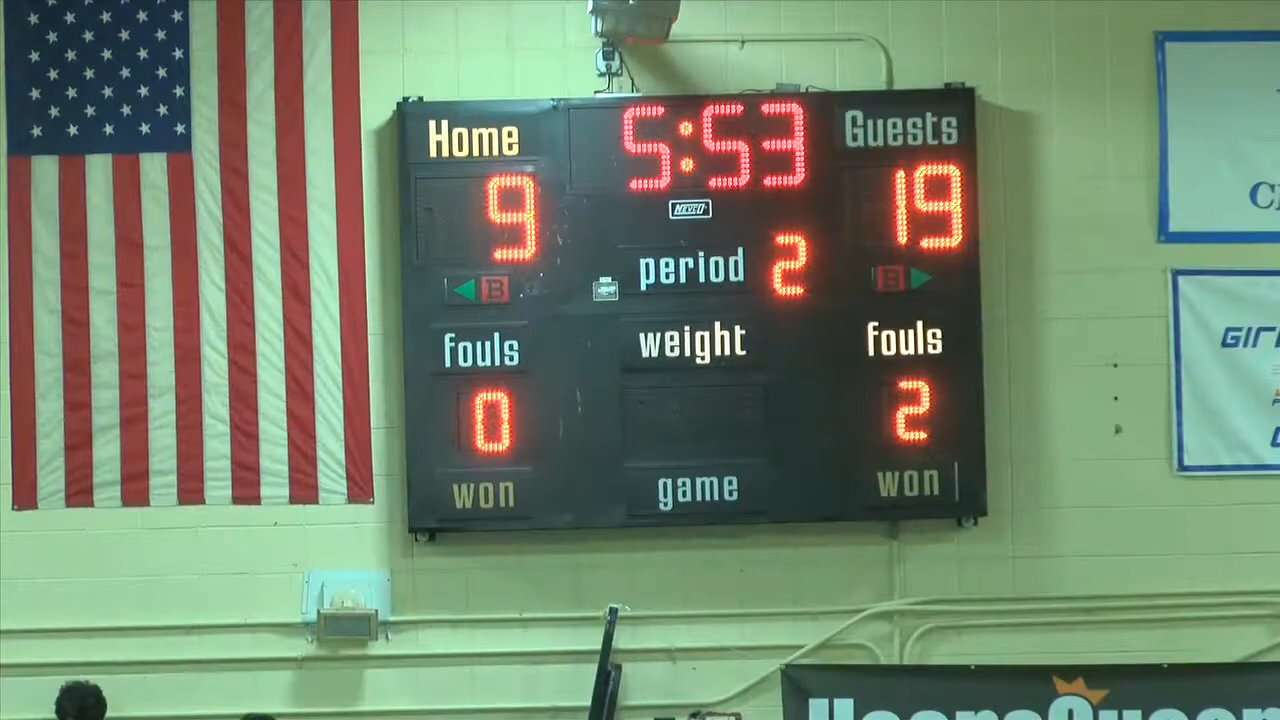 Home 5:53 Guests
9 19
NEVCO
period 2
B B
fouls weight fouls
0 2
won game won